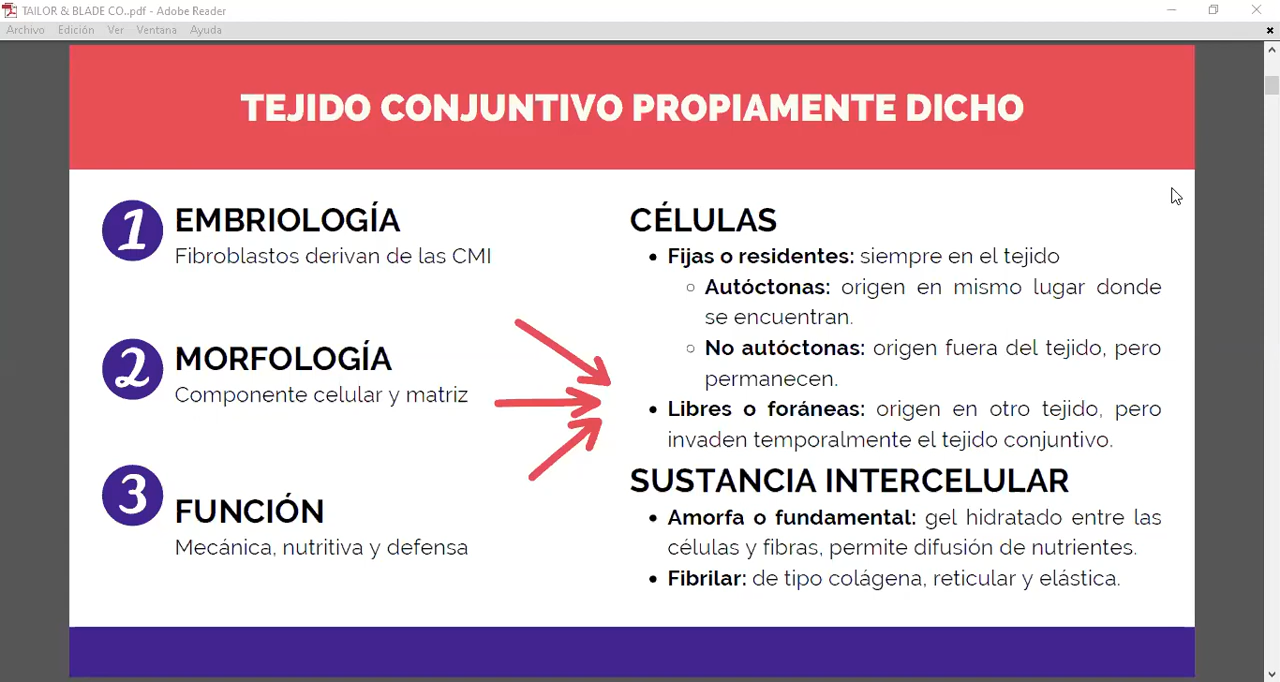 TAILOR & BLADE CO..pdf - Adobe Reader
Archivo Edición Ver Ventana Ayuda
TEJIDO CONJUNTIVO PROPIAMENTE DICHO
1 EMBRIOLOGÍA
Fibroblastos derivan de las CMI
2 MORFOLOGÍA
Componente celular y matriz
3 FUNCIÓN
Mecánica, nutritiva y defensa
CÉLULAS
• Fijas o residentes: siempre en el tejido
○ Autóctonas: origen en mismo lugar donde
se encuentran.
○ No autóctonas: origen fuera del tejido, pero
permanecen.
• Libres o foráneas: origen en otro tejido, pero
invaden temporalmente el tejido conjuntivo.
SUSTANCIA INTERCELULAR
• Amorfa o fundamental: gel hidratado entre las
células y fibras, permite difusión de nutrientes.
• Fibrilar: de tipo colágena, reticular y elástica.